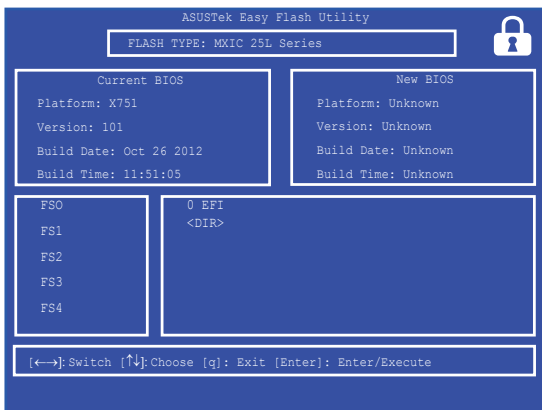 ASUSTek Easy Flash Utility
FLASH TYPE: MXIC 25L Series
Current BIOS
Platform: X751
Version: 101
Build Date: Oct 26 2012
Build Time: 11:51:05
New BIOS
Platform: Unknown
Version: Unknown
Build Date: Unknown
Build Time: Unknown
FSO
FS1
FS2
FS3
FS4
0 EFI
<DIR>
[←→]: Switch [↑↓]: Choose [q]: Exit [Enter]: Enter/Execute